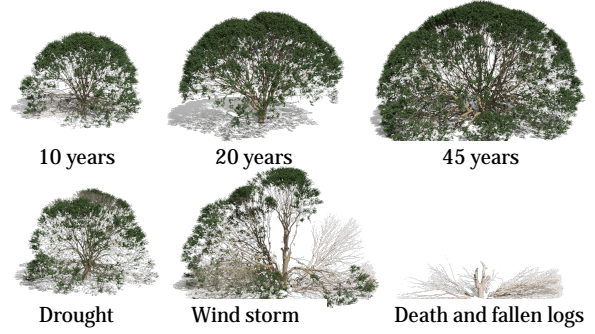 10 years
20 years
45 years
Drought
Wind storm
Death and fallen logs